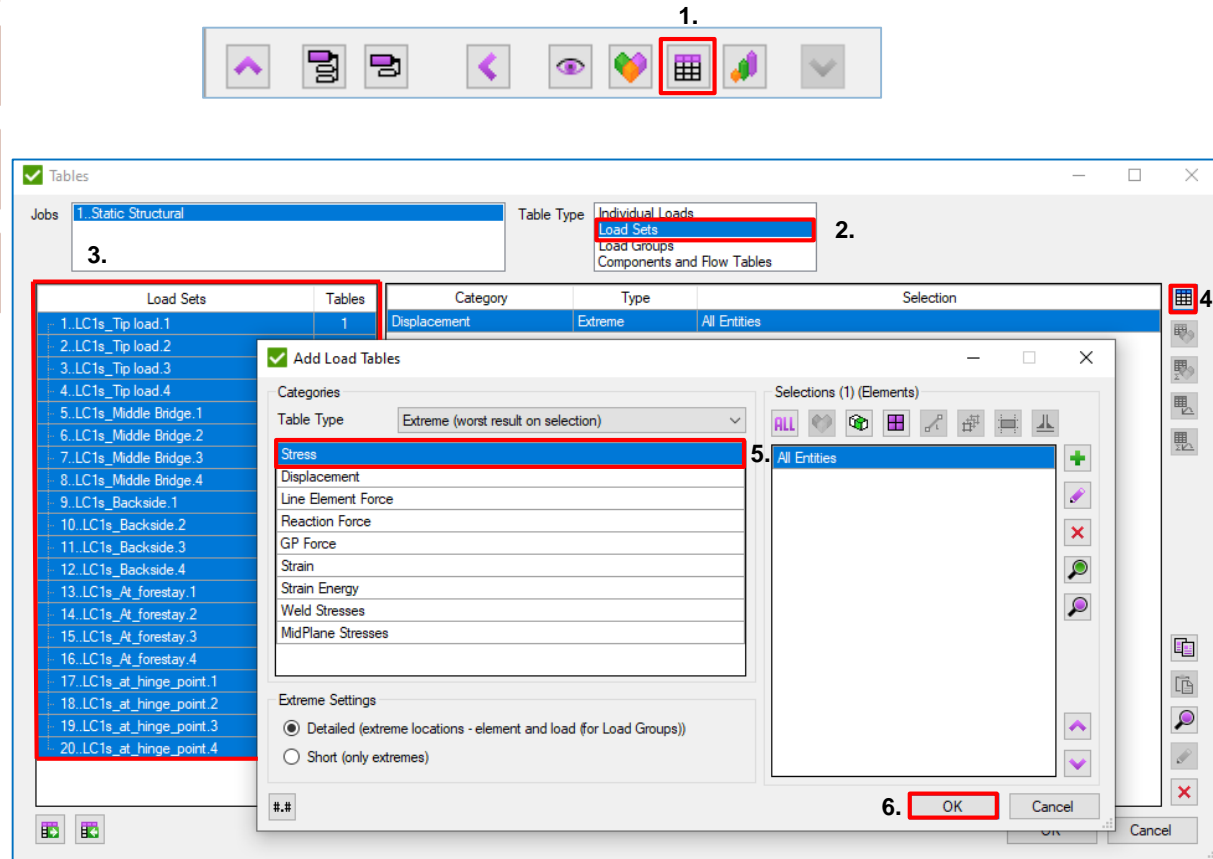 1.
Tables
Jobs
1..Static Structural
3.
Table Type
Individual Loads
Load Sets
Load Groups
Components and Flow Tables
2.
Load Sets Tables
1..LC1s_Tip load.1 1
2..LC1s_Tip load.2
3..LC1s_Tip load.3
4..LC1s_Tip load.4
5..LC1s_Middle Bridge.1
6..LC1s_Middle Bridge.2
7..LC1s_Middle Bridge.3
8..LC1s_Middle Bridge.4
9..LC1s_Backside.1
10..LC1s_Backside.2
11..LC1s_Backside.3
12..LC1s_Backside.4
13..LC1s_At_forestay.1
14..LC1s_At_forestay.2
15..LC1s_At_forestay.3
16..LC1s_At_forestay.4
17..LC1s_at_hinge_point.1
18..LC1s_at_hinge_point.2
19..LC1s_at_hinge_point.3
20..LC1s_at_hinge_point.4
Category Type Selection
Displacement Extreme All Entities
4
Add Load Tables
Categories
Table Type Extreme (worst result on selection)
Stress
5.
Displacement
Line Element Force
Reaction Force
GP Force
Strain
Strain Energy
Weld Stresses
MidPlane Stresses
Extreme Settings
Detailed (extreme locations - element and load (for Load Groups))
Short (only extremes)
#.#
Selections (1) (Elements)
ALL
All Entities
6.
OK Cancel
OK Cancel